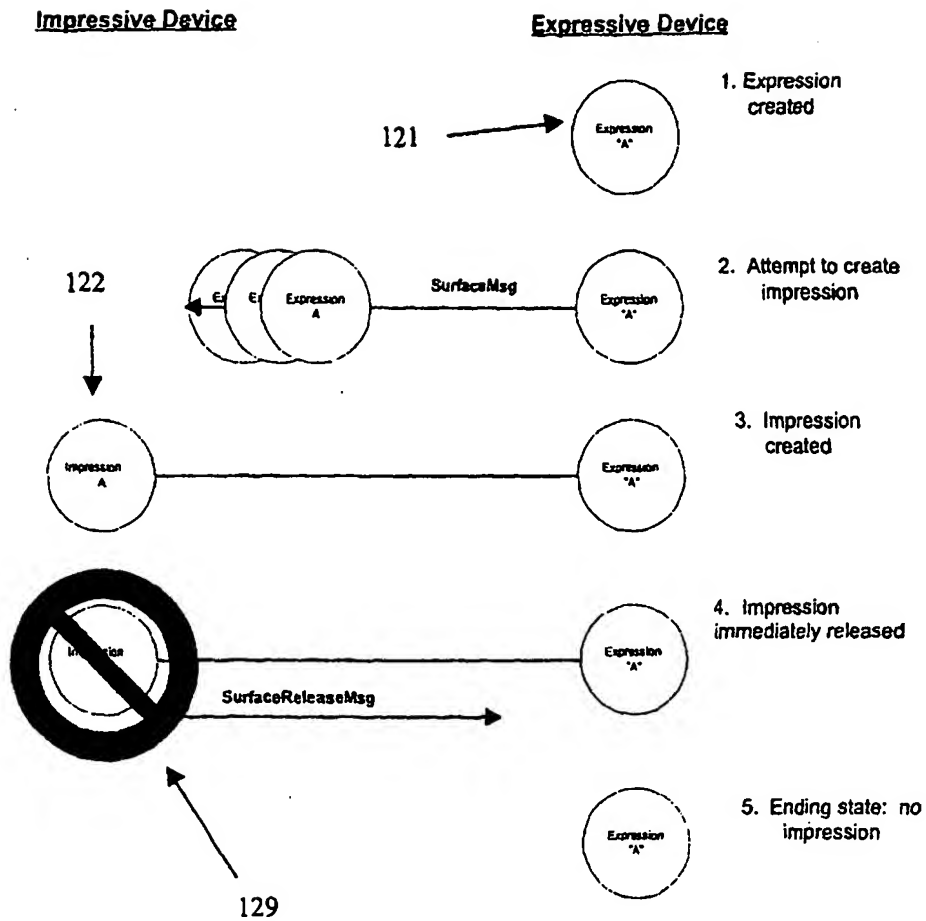 Impressive Device
Expressive Device
1. Expression
created
121
Expression
"A"
122
2. Attempt to create
impression
Expression
A
SurfaceMsg
Expression
"A"
3. Impression
created
Impression
A
Expression
"A"
4. Impression
immediately released
Expression
"A"
SurfaceReleaseMsg
5. Ending state: no
impression
Expression
"A"
129